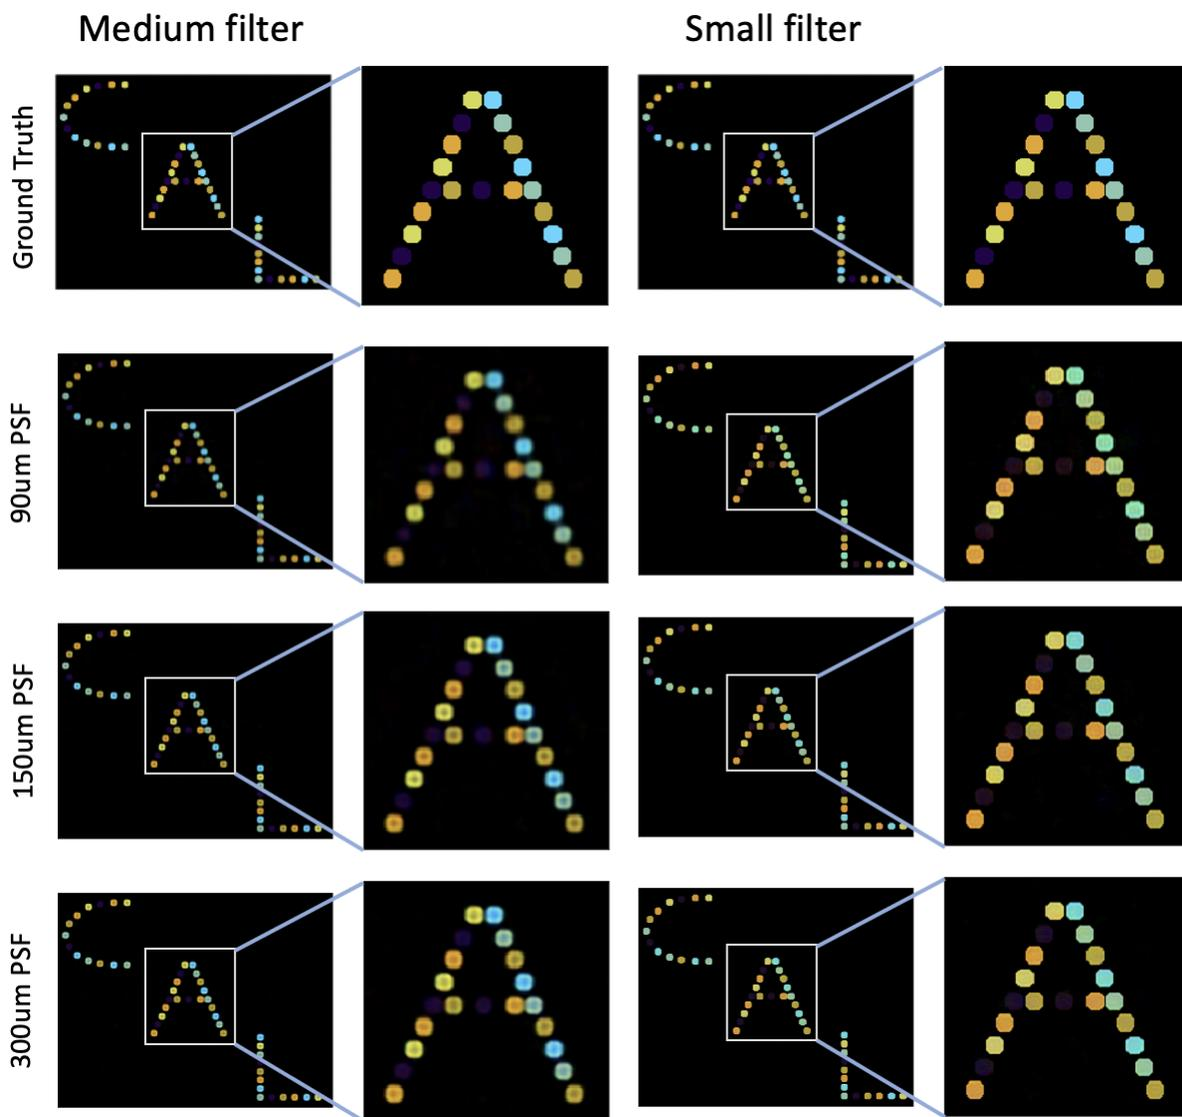 Medium filter
Small filter
Ground Truth
90um PSF
150um PSF
300um PSF